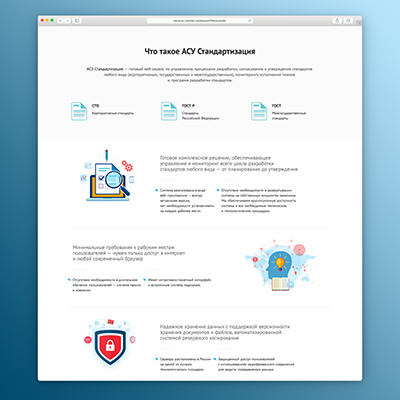 Что такое АСУ Стандартизация
АСУ Стандартизация — готовый веб-сервис по управлению процессами разработки, согласования и утверждения стандартов
любого вида (корпоративных, государственных и межгосударственных), мониторингу исполнения планов
и программ разработки стандартов.
СТО
Корпоративные стандарты
ГОСТ Р
Стандарты
Российской Федерации
ГОСТ
Межгосударственные
стандарты
Готовое комплексное решение, обеспечивающее
управление и мониторинг всего цикла разработки
стандартов любого вида — от планирования до утверждения
Система реализована в виде
веб-приложения — всегда
актуальная версия,
нет необходимости устанавливать
на каждое рабочее место.
Отсутствие необходимости в развертывании
системы на собственных мощностях заказчика.
Мы обеспечиваем круглосуточную доступность
системы и все необходимые технические
и технологические процедуры.
Минимальные требования к рабочим местам
пользователей — нужен только доступ в интернет
и любой современный браузер
Отсутствие необходимости в длительном
обучении пользователей — система проста
в освоении.
Имеет интуитивно понятный интерфейс
и встроенную систему подсказок.
Надежное хранение данных с поддержкой версионности
хранения документов и файлов, автоматизированной
системой резервного копирования
Серверы расположены в России
на одной из лучших
технологических площадок.
Защищенный доступ пользователей
с использованием зашифрованного соединения
для защиты передаваемых данных.